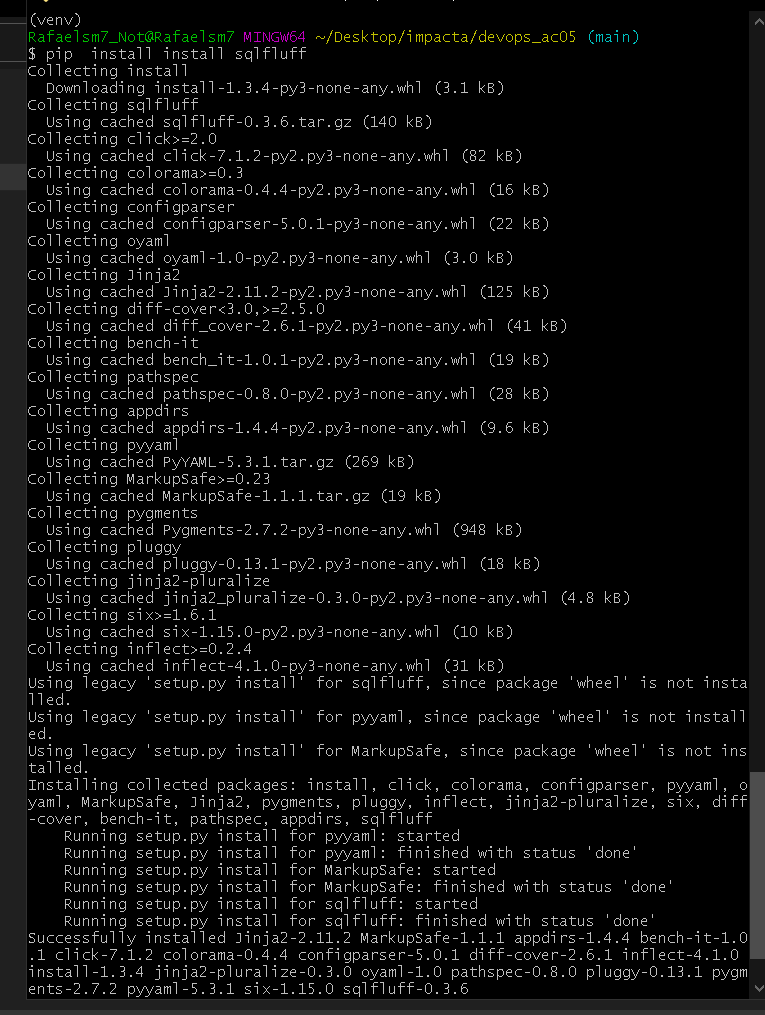 (venv)
Rafaelsm7_Not@Rafaelsm7 MINGW64 ~/Desktop/impacta/devops_ac05 (main)
$ pip  install install sqlfluff
Collecting install
  Downloading install-1.3.4-py3-none-any.whl (3.1 kB)
Collecting sqlfluff
  Using cached sqlfluff-0.3.6.tar.gz (140 kB)
Collecting click>=2.0
  Using cached click-7.1.2-py2.py3-none-any.whl (82 kB)
Collecting colorama>=0.3
  Using cached colorama-0.4.4-py2.py3-none-any.whl (16 kB)
Collecting configparser
  Using cached configparser-5.0.1-py3-none-any.whl (22 kB)
Collecting oyaml
  Using cached oyaml-1.0-py2.py3-none-any.whl (3.0 kB)
Collecting Jinja2
  Using cached Jinja2-2.11.2-py2.py3-none-any.whl (125 kB)
Collecting diff-cover<3.0,>=2.5.0
  Using cached diff_cover-2.6.1-py2.py3-none-any.whl (41 kB)
Collecting bench-it
  Using cached bench_it-1.0.1-py2.py3-none-any.whl (19 kB)
Collecting pathspec
  Using cached pathspec-0.8.0-py2.py3-none-any.whl (28 kB)
Collecting appdirs
  Using cached appdirs-1.4.4-py2.py3-none-any.whl (9.6 kB)
Collecting pyyaml
  Using cached PyYAML-5.3.1.tar.gz (269 kB)
Collecting MarkupSafe>=0.23
  Using cached MarkupSafe-1.1.1.tar.gz (19 kB)
Collecting pygments
  Using cached Pygments-2.7.2-py3-none-any.whl (948 kB)
Collecting pluggy
  Using cached pluggy-0.13.1-py2.py3-none-any.whl (18 kB)
Collecting jinja2-pluralize
  Using cached jinja2_pluralize-0.3.0-py2.py3-none-any.whl (4.8 kB)
Collecting six>=1.6.1
  Using cached six-1.15.0-py2.py3-none-any.whl (10 kB)
Collecting inflect>=0.2.4
  Using cached inflect-4.1.0-py3-none-any.whl (31 kB)
Using legacy 'setup.py install' for sqlfluff, since package 'wheel' is not insta
lled.
Using legacy 'setup.py install' for pyyaml, since package 'wheel' is not install
ed.
Using legacy 'setup.py install' for MarkupSafe, since package 'wheel' is not ins
talled.
Installing collected packages: install, click, colorama, configparser, pyyaml, o
yaml, MarkupSafe, Jinja2, pygments, pluggy, inflect, jinja2-pluralize, six, diff
-cover, bench-it, pathspec, appdirs, sqlfluff
    Running setup.py install for pyyaml: started
    Running setup.py install for pyyaml: finished with status 'done'
    Running setup.py install for MarkupSafe: started
    Running setup.py install for MarkupSafe: finished with status 'done'
    Running setup.py install for sqlfluff: started
    Running setup.py install for sqlfluff: finished with status 'done'
Successfully installed Jinja2-2.11.2 MarkupSafe-1.1.1 appdirs-1.4.4 bench-it-1.0
.1 click-7.1.2 colorama-0.4.4 configparser-5.0.1 diff-cover-2.6.1 inflect-4.1.0
install-1.3.4 jinja2-pluralize-0.3.0 oyaml-1.0 pathspec-0.8.0 pluggy-0.13.1 pygm
ents-2.7.2 pyyaml-5.3.1 six-1.15.0 sqlfluff-0.3.6